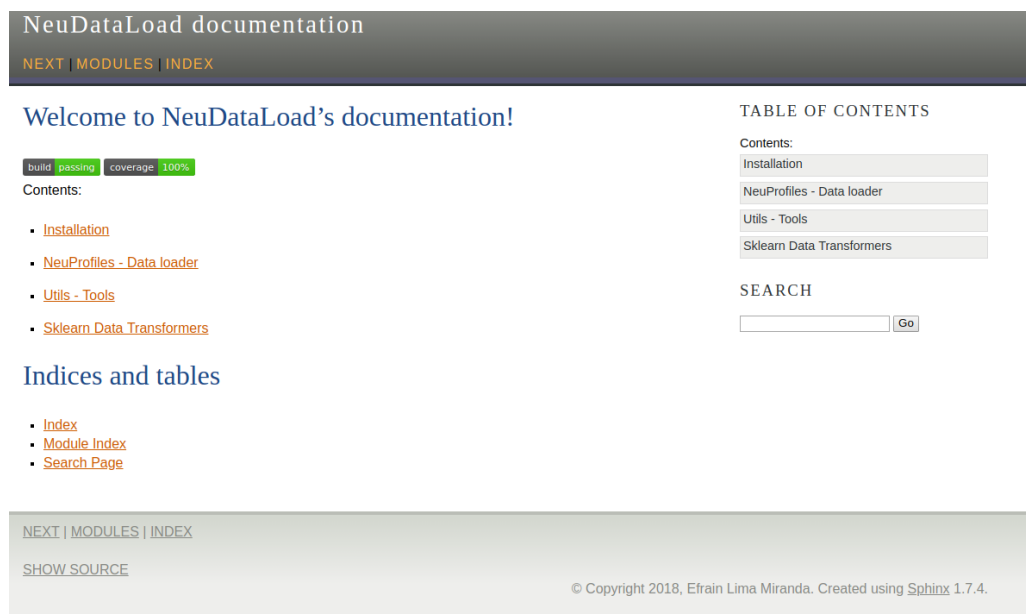 NeuDataLoad documentation
NEXT | MODULES | INDEX
Welcome to NeuDataLoad’s documentation!
build passing coverage 100%
Contents:
Installation
NeuProfiles - Data loader
Utils - Tools
Sklearn Data Transformers
Indices and tables
Index
Module Index
Search Page
TABLE OF CONTENTS
Contents:
Installation
NeuProfiles - Data loader
Utils - Tools
Sklearn Data Transformers
SEARCH
Go
NEXT | MODULES | INDEX
SHOW SOURCE
© Copyright 2018, Efrain Lima Miranda. Created using Sphinx 1.7.4.